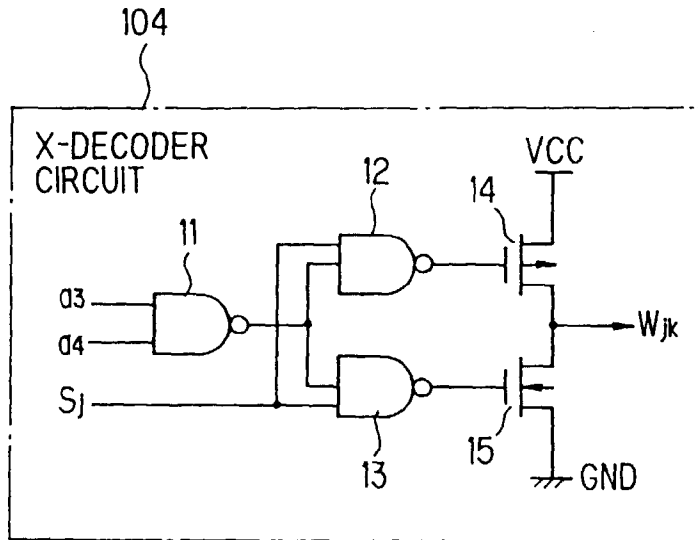 104
X-DECODER
CIRCUIT
VCC
12
14
11
a3
a4
Wjk
Sj
13
15
GND